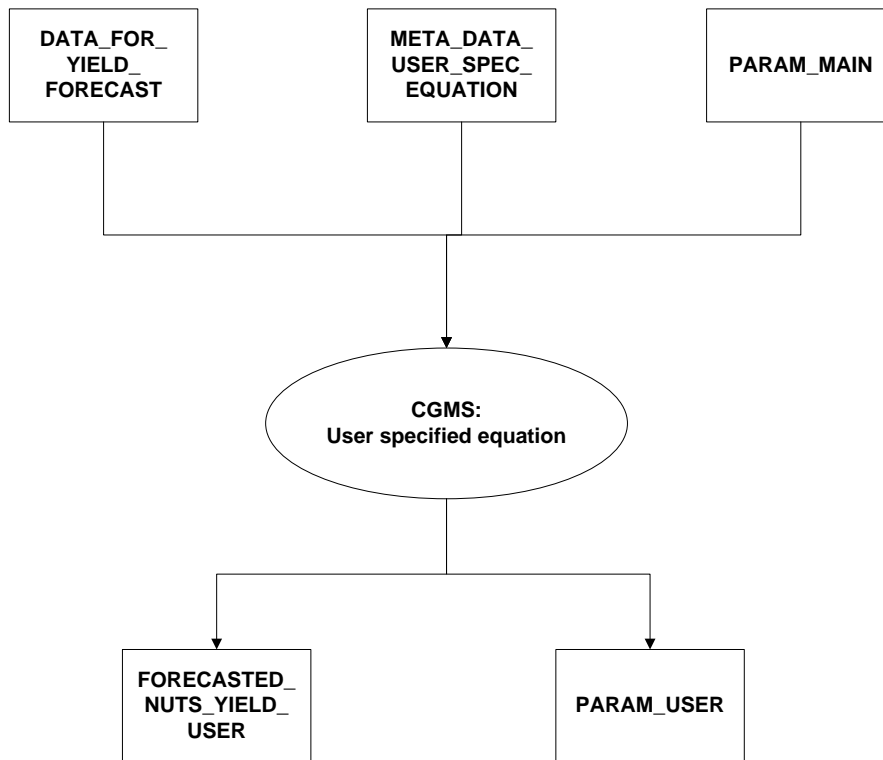 DATA_FOR_
YIELD_
FORECAST
META_DATA_
USER_SPEC_
EQUATION
PARAM_MAIN
CGMS:
User specified equation
FORECASTED_
NUTS_YIELD_
USER
PARAM_USER